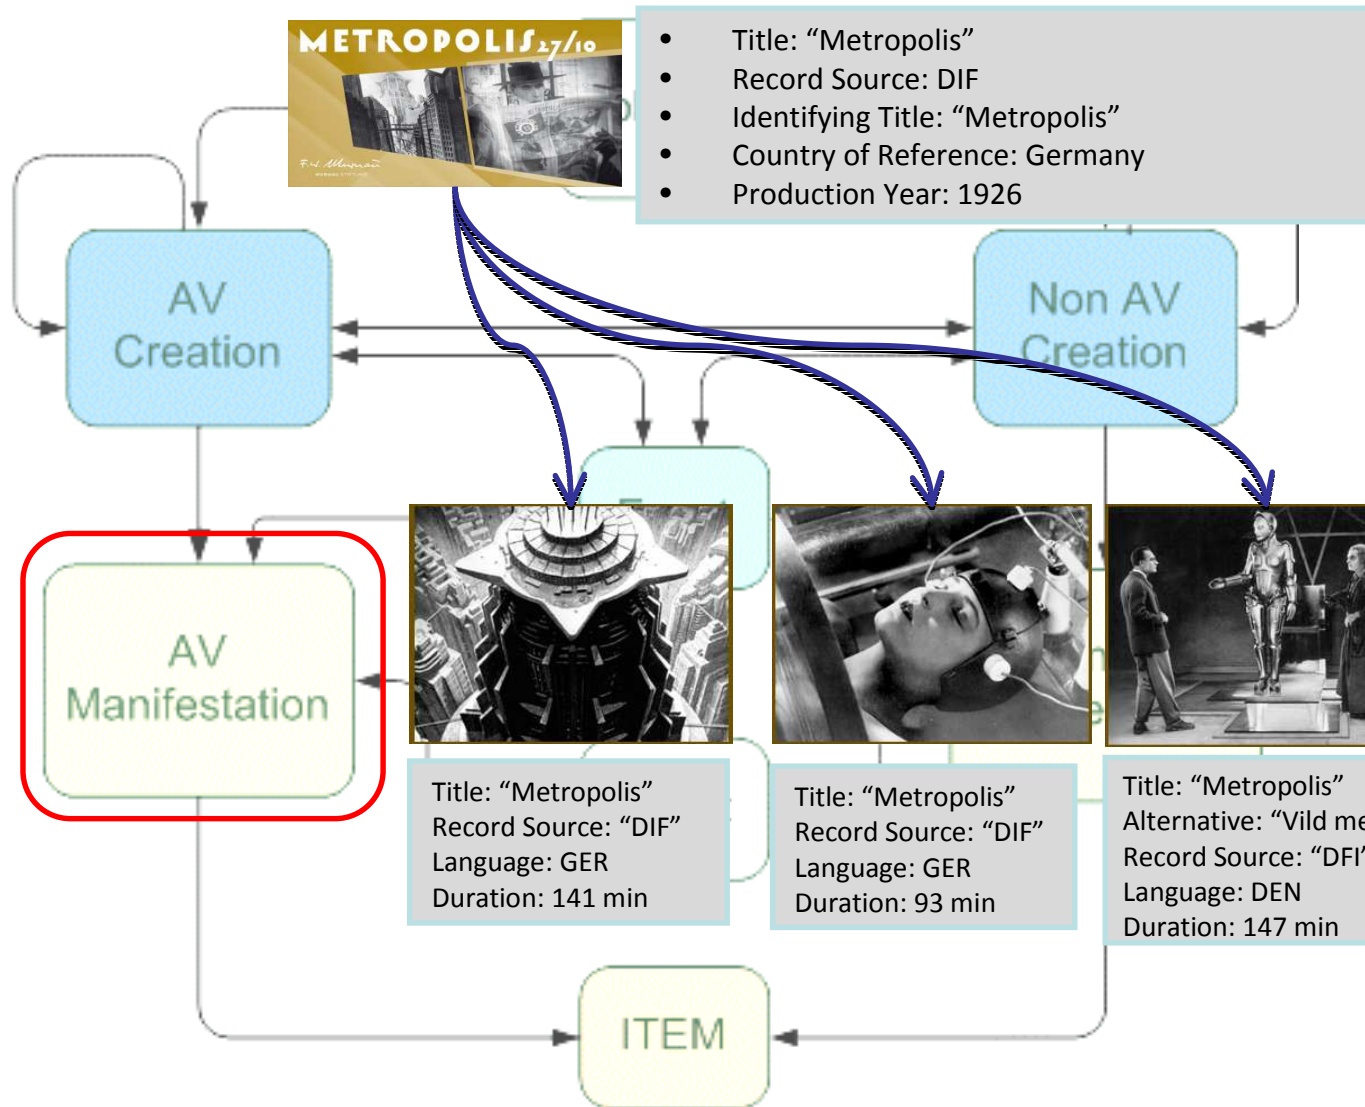 METROPOLIS 27/10
• Title: “Metropolis”
• Record Source: DIF
• Identifying Title: “Metropolis”
• Country of Reference: Germany
• Production Year: 1926
AV
Creation
Non AV
Creation
AV
Manifestation
Title: “Metropolis”
Record Source: “DIF”
Language: GER
Duration: 141 min
Title: “Metropolis”
Record Source: “DIF”
Language: GER
Duration: 93 min
Title: “Metropolis”
Alternative: “Vild me
Record Source: “DFI”
Language: DEN
Duration: 147 min
ITEM